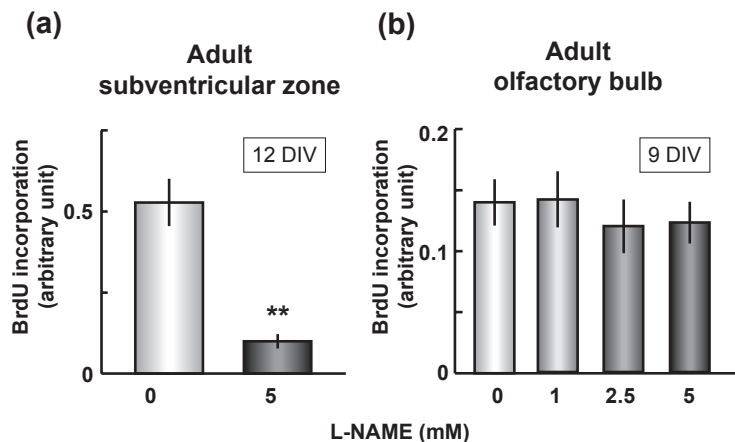 (a)
Adult
subventricular zone
BrdU incorporation
(arbitrary unit)
0.5
0
12 DIV
**
0 5
(b)
Adult
olfactory bulb
BrdU incorporation
(arbitrary unit)
0.2
0.1
0
9 DIV
0 1 2.5 5
L-NAME (mM)